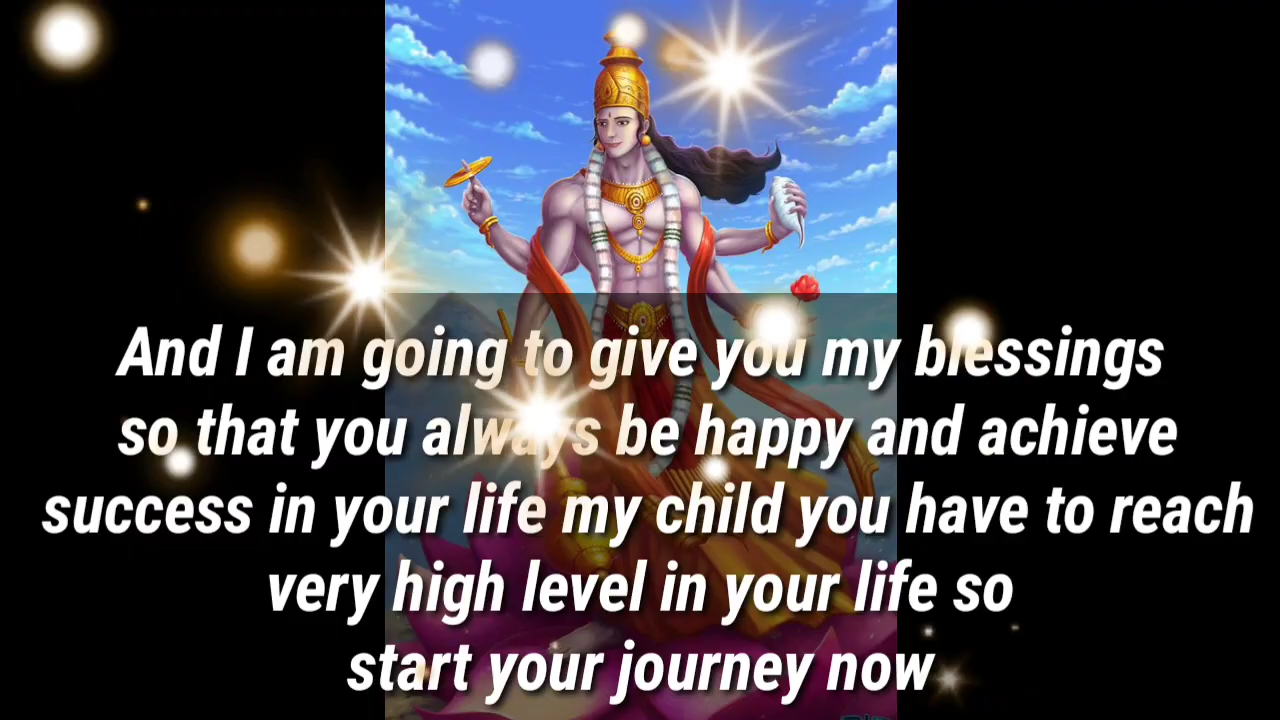 And I am going to give you my blessings
so that you always be happy and achieve
success in your life my child you have to reach
very high level in your life so
start your journey now